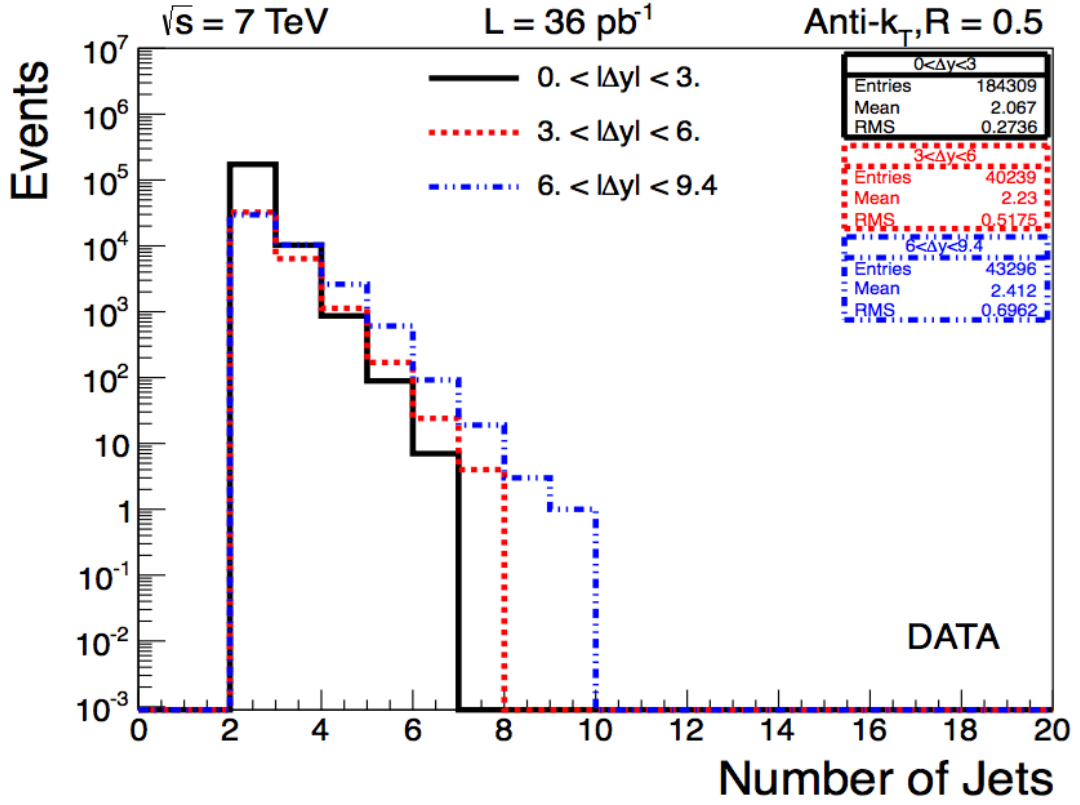 √s = 7 TeV L = 36 pb⁻¹ Anti-k_T, R = 0.5
Events
10⁷
10⁶
10⁵
10⁴
10³
10²
10
1
10⁻¹
10⁻²
10⁻³
0. < |Δy| < 3.
3. < |Δy| < 6.
6. < |Δy| < 9.4
0<Δy<3
Entries 184309
Mean 2.067
RMS 0.2736
3<Δy<6
Entries 40239
Mean 2.23
RMS 0.5175
6<Δy<9.4
Entries 43296
Mean 2.412
RMS 0.6962
DATA
0 2 4 6 8 10 12 14 16 18 20
Number of Jets